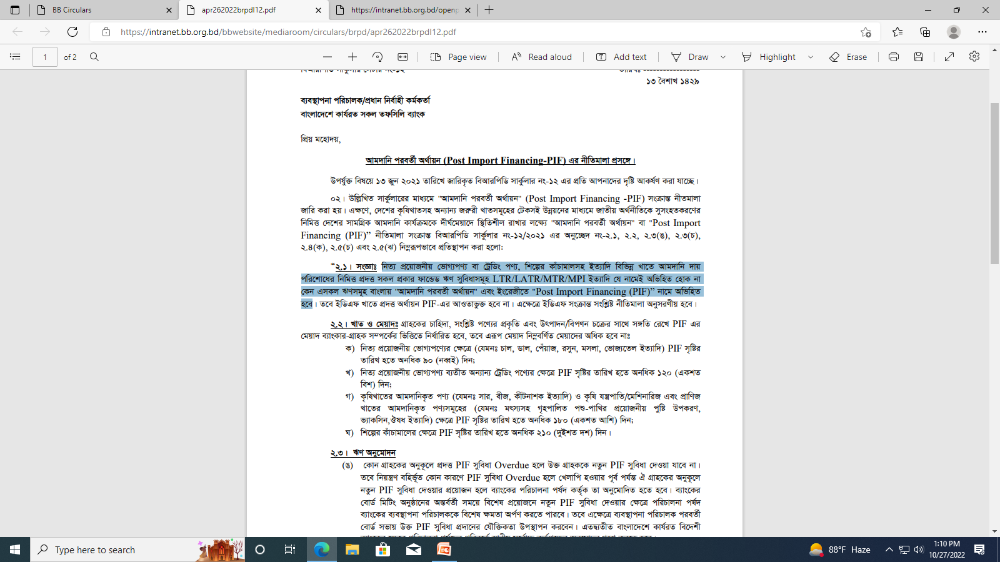 BB Circulars
apr262022brpdl12.pdf
https://intranet.bb.org.bd/openp
https://intranet.bb.org.bd/bbwebsite/mediaroom/circulars/brpd/apr262022brpdl12.pdf
1 of 2 Page view Read aloud Add text Draw Highlight Erase
১৩ বৈশাখ ১৪২৯
ব্যবস্থাপনা পরিচালক/প্রধান নির্বাহী কর্মকর্তা
বাংলাদেশে কার্যরত সকল তফসিলি ব্যাংক
প্রিয় মহোদয়,
আমদানি পরবর্তী অর্থায়ন (Post Import Financing-PIF) এর নীতিমালা প্রসঙ্গে।
উপর্যুক্ত বিষয়ে ১৩ জুন ২০২১ তারিখে জারিকৃত বিআরপিডি সার্কুলার নং-১২ এর প্রতি আপনাদের দৃষ্টি আকর্ষণ করা যাচ্ছে।
০২। উল্লিখিত সার্কুলারের মাধ্যমে "আমদানি পরবর্তী অর্থায়ন" (Post Import Financing -PIF) সংক্রান্ত নীতমালা
জারি করা হয়। এক্ষণে, দেশের কৃষিখাতসহ অন্যান্য জরুরী খাতসমূহের টেকসই উন্নয়নের মাধ্যমে জাতীয় অর্থনীতিকে সুসংহতকরণের
নিমিত্ত দেশের সামগ্রিক আমদানি কার্যক্রমকে দীর্ঘমেয়াদে স্থিতিশীল রাখার লক্ষ্যে "আমদানি পরবর্তী অর্থায়ন" বা "Post Import
Financing (PIF)” নীতিমালা সংক্রান্ত বিআরপিডি সার্কুলার নং-১২/২০২১ এর অনুচ্ছেদ নং-২.১, ২.২, ২.৩(ঙ), ২.৩(চ),
২.৪(ক), ২.৫(চ) এবং ২.৫(ঝ) নিম্নরূপভাবে প্রতিস্থাপন করা হলো:
“২.১। সংজ্ঞাঃ নিত্য প্রয়োজনীয় ভোগ্যপণ্য বা ট্রেডিং পণ্য, শিল্পের কাঁচামালসহ ইত্যাদি বিভিন্ন খাতে আমদানি দায়
পরিশোধের নিমিত্ত প্রদত্ত সকল প্রকার ফান্ডেড ঋণ সুবিধাসমূহ LTR/LATR/MTR/MPI ইত্যাদি যে নামেই অভিহিত হোক না
কেন এসকল ঋণসমূহ বাংলায় "আমদানি পরবর্তী অর্থায়ন" এবং ইংরেজীতে "Post Import Financing (PIF)” নামে অভিহিত
হবে। তবে ইডিএফ খাতে প্রদত্ত অর্থায়ন PIF-এর আওতাভুক্ত হবে না। এক্ষেত্রে ইডিএফ সংক্রান্ত সংশ্লিষ্ট নীতিমালা অনুসরণীয় হবে।
২.২। খাত ও মেয়াদঃ গ্রাহকের চাহিদা, সংশ্লিষ্ট পণ্যের প্রকৃতি এবং উৎপাদন/বিপণন চক্রের সাথে সঙ্গতি রেখে PIF এর
মেয়াদ ব্যাংকার-গ্রাহক সম্পর্কের ভিত্তিতে নির্ধারিত হবে, তবে এরূপ মেয়াদ নিম্নবর্ণিত মেয়াদের অধিক হবে নাঃ
ক) নিত্য প্রয়োজনীয় ভোগ্যপণ্যের ক্ষেত্রে (যেমনঃ চাল, ডাল, পেঁয়াজ, রসুন, মসলা, ভোজ্যতেল ইত্যাদি) PIF সৃষ্টির
তারিখ হতে অনধিক ৯০ (নব্বই) দিন;
খ) নিত্য প্রয়োজনীয় ভোগ্যপণ্য ব্যতীত অন্যান্য ট্রেডিং পণ্যের ক্ষেত্রে PIF সৃষ্টির তারিখ হতে অনধিক ১২০ (একশত
বিশ) দিন;
গ) কৃষিখাতের আমদানিকৃত পণ্য (যেমনঃ সার, বীজ, কীটনাশক ইত্যাদি) ও কৃষি যন্ত্রপাতি/মেশিনারিজ এবং প্রাণিজ
খাতের আমদানিকৃত পণ্যসমূহের (যেমনঃ মৎস্যসহ গৃহপালিত পশু-পাখির প্রয়োজনীয় পুষ্টি উপকরণ,
ভ্যাকসিন,ঔষধ ইত্যাদি) ক্ষেত্রে PIF সৃষ্টির তারিখ হতে অনধিক ১৮০ (একশত আশি) দিন;
ঘ) শিল্পের কাঁচামালের ক্ষেত্রে PIF সৃষ্টির তারিখ হতে অনধিক ২১০ (দুইশত দশ) দিন।
২.৩। ঋণ অনুমোদন
(ঙ) কোন গ্রাহকের অনুকূলে প্রদত্ত PIF সুবিধা Overdue হলে উক্ত গ্রাহককে নতুন PIF সুবিধা দেওয়া যাবে না।
তবে নিয়ন্ত্রণ বহির্ভূত কোন কারণে PIF সুবিধা Overdue হলে খেলাপি হওয়ার পূর্ব পর্যন্ত ঐ গ্রাহকের অনুকূলে
নতুন PIF সুবিধা দেওয়ার প্রয়োজন হলে ব্যাংকের পরিচালনা পর্ষদ কর্তৃক তা অনুমোদিত হতে হবে। ব্যাংকের
বোর্ড মিটিং অনুষ্ঠানের অন্তর্বর্তী সময়ে বিশেষ প্রয়োজনে নতুন PIF সুবিধা দেওয়ার ক্ষেত্রে পরিচালনা পর্ষদ
ব্যাংকের ব্যবস্থাপনা পরিচালককে বিশেষ ক্ষমতা অর্পণ করতে পারবে। তবে এক্ষেত্রে ব্যবস্থাপনা পরিচালক পরবর্তী
বোর্ড সভায় উক্ত PIF সুবিধা প্রদানের যৌক্তিকতা উপস্থাপন করবেন। এতদ্ব্যতীত বাংলাদেশে কার্যরত বিদেশী
Type here to search
88°F Haze
1:10 PM
10/27/2022